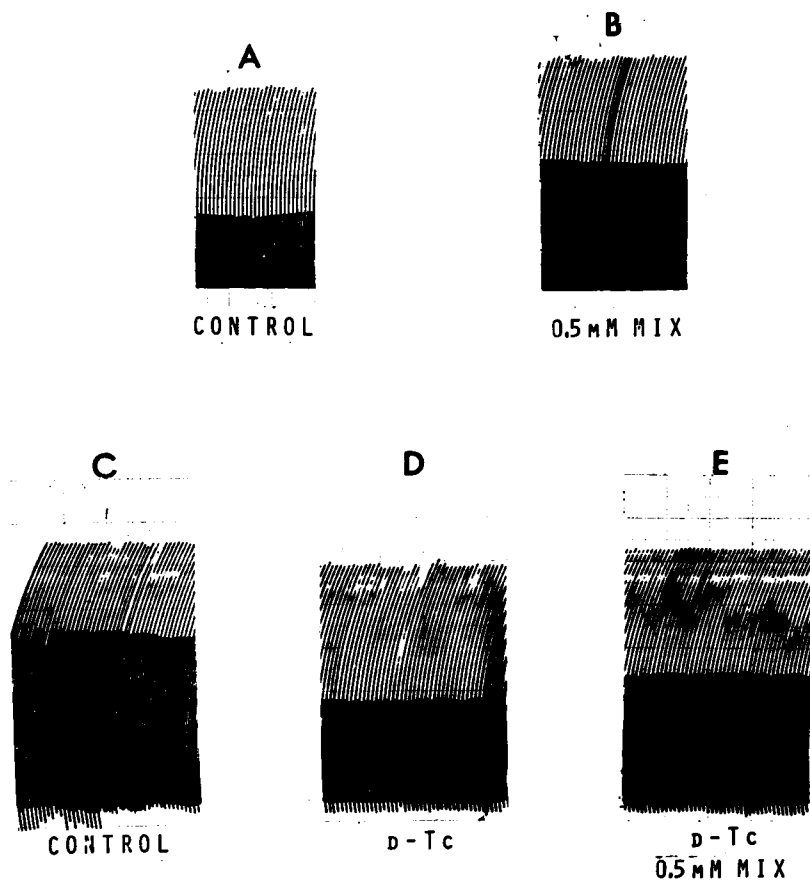 A
B
CONTROL
0.5 mM MIX
C
D
E
CONTROL
D-Tc
D-Tc
0.5 mM MIX